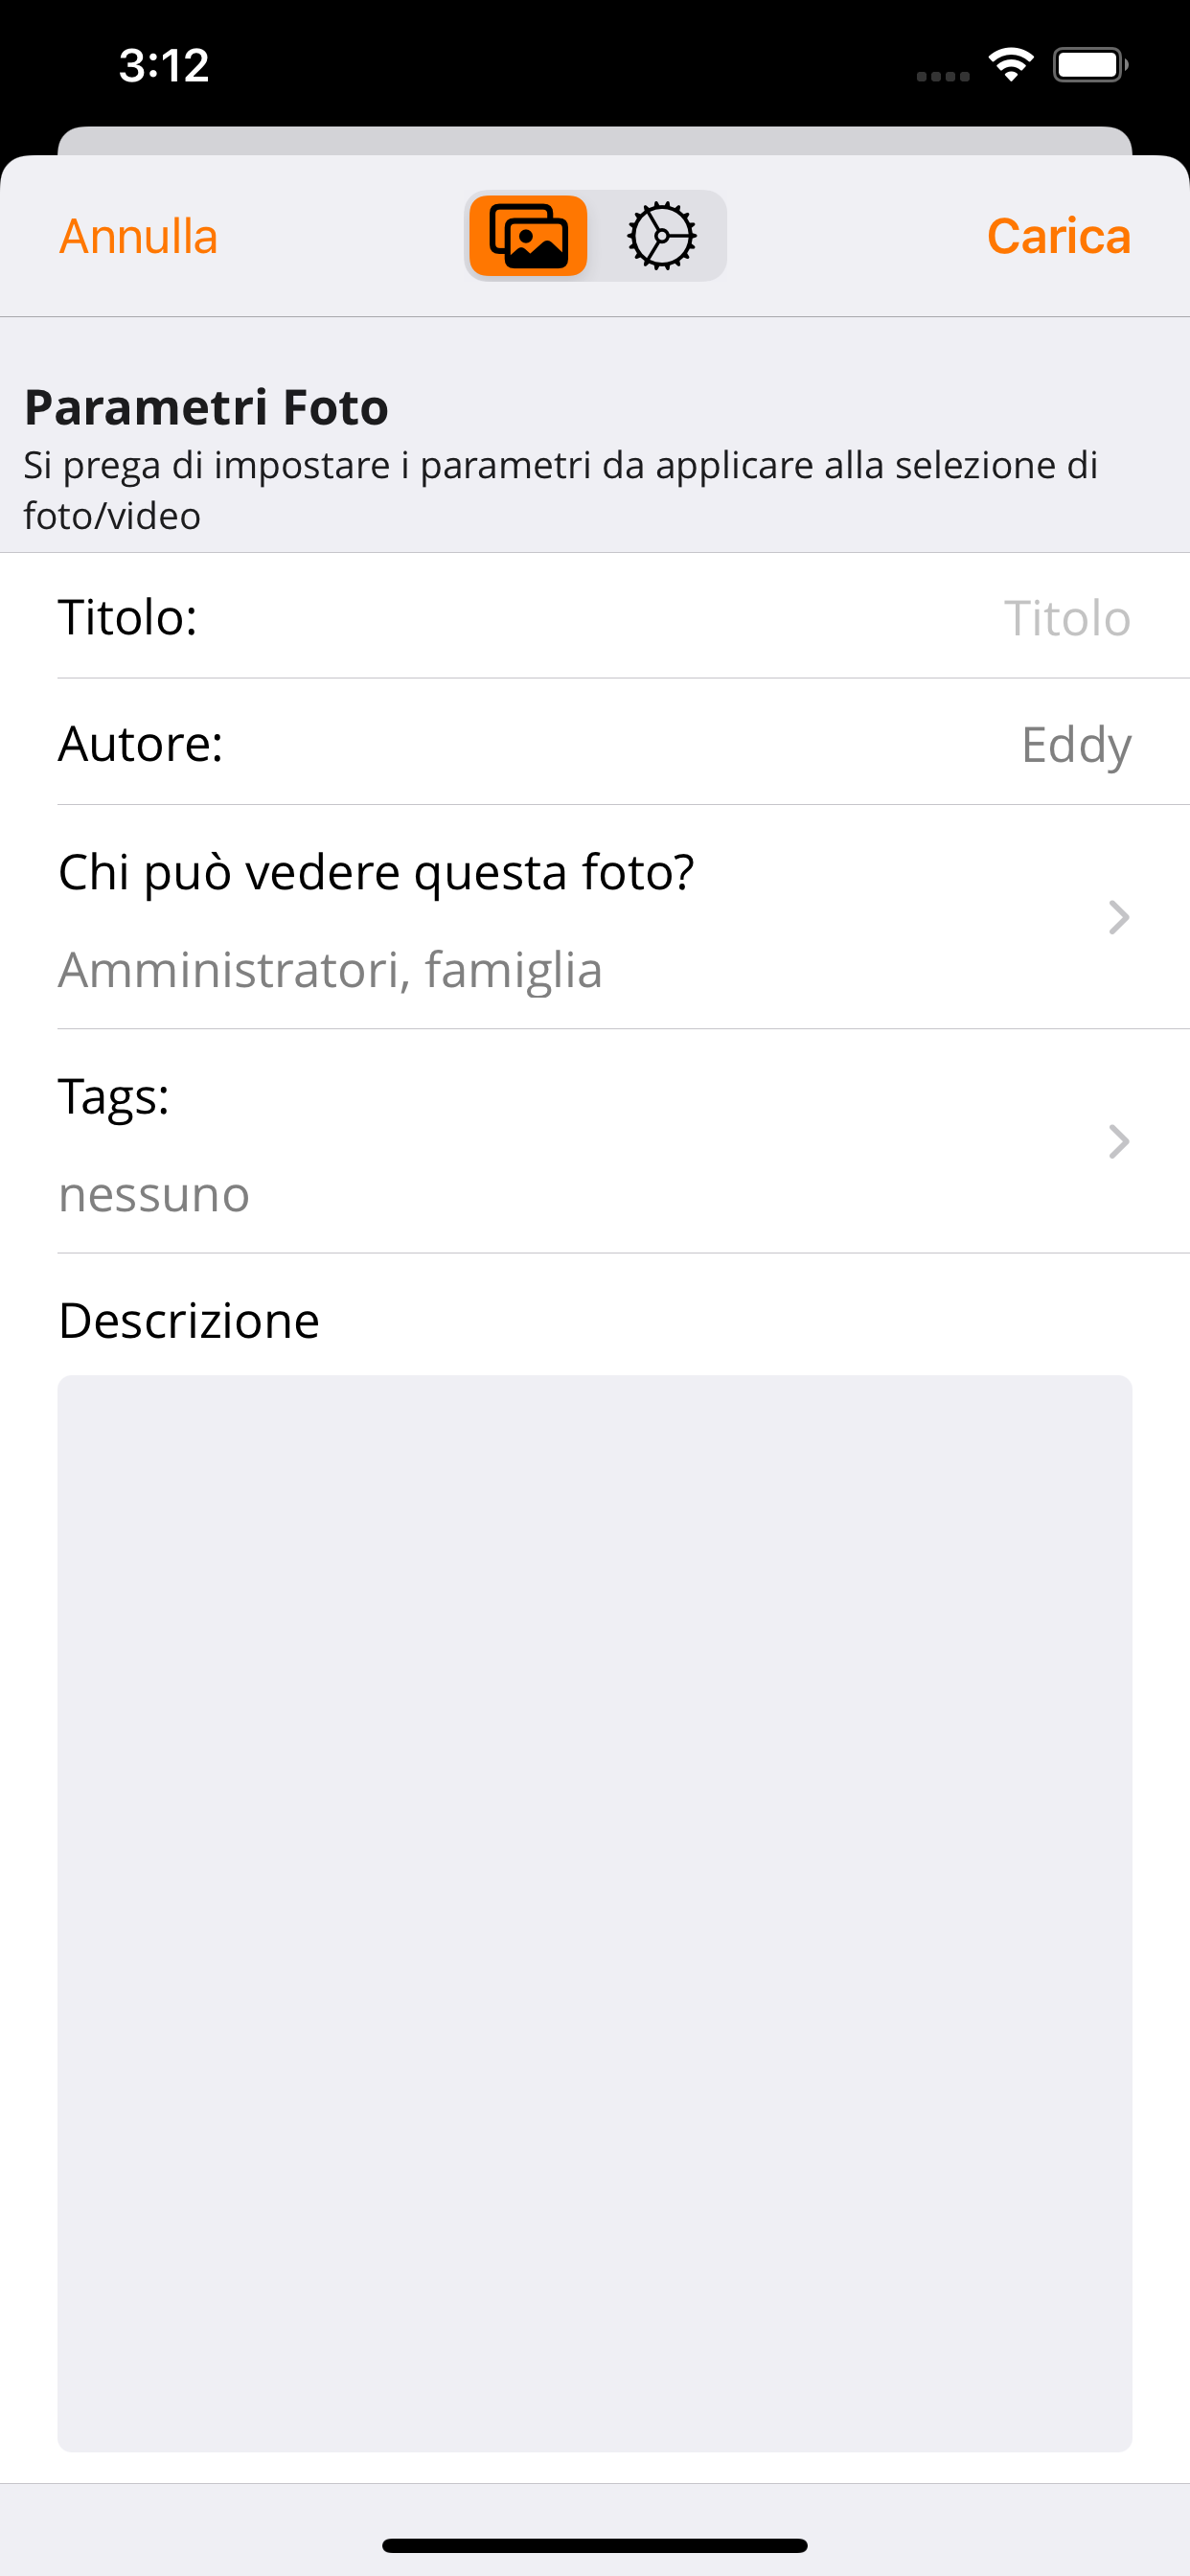 3:12
Annulla
Carica
Parametri Foto
Si prega di impostare i parametri da applicare alla selezione di
foto/video
Titolo:
Titolo
Autore:
Eddy
Chi può vedere questa foto?
Amministratori, famiglia
Tags:
nessuno
Descrizione